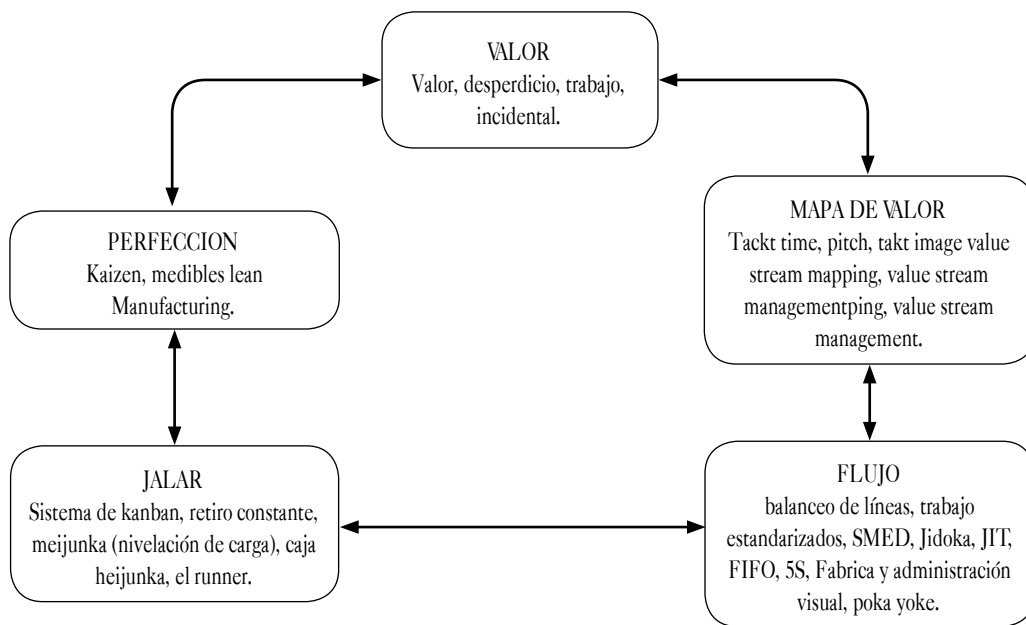 VALOR
Valor, desperdicio, trabajo,
incidental.
MAPA DE VALOR
Tackt time, pitch, takt image value
stream mapping, value stream
managementping, value stream
management.
PERFECCION
Kaizen, medibles lean
Manufacturing.
JALAR
Sistema de kanban, retiro constante,
meijunka (nivelación de carga), caja
heijunka, el runner.
FLUJO
balanceo de líneas, trabajo
estandarizados, SMED, Jidoka, JIT,
FIFO, 5S, Fabrica y administración
visual, poka yoke.